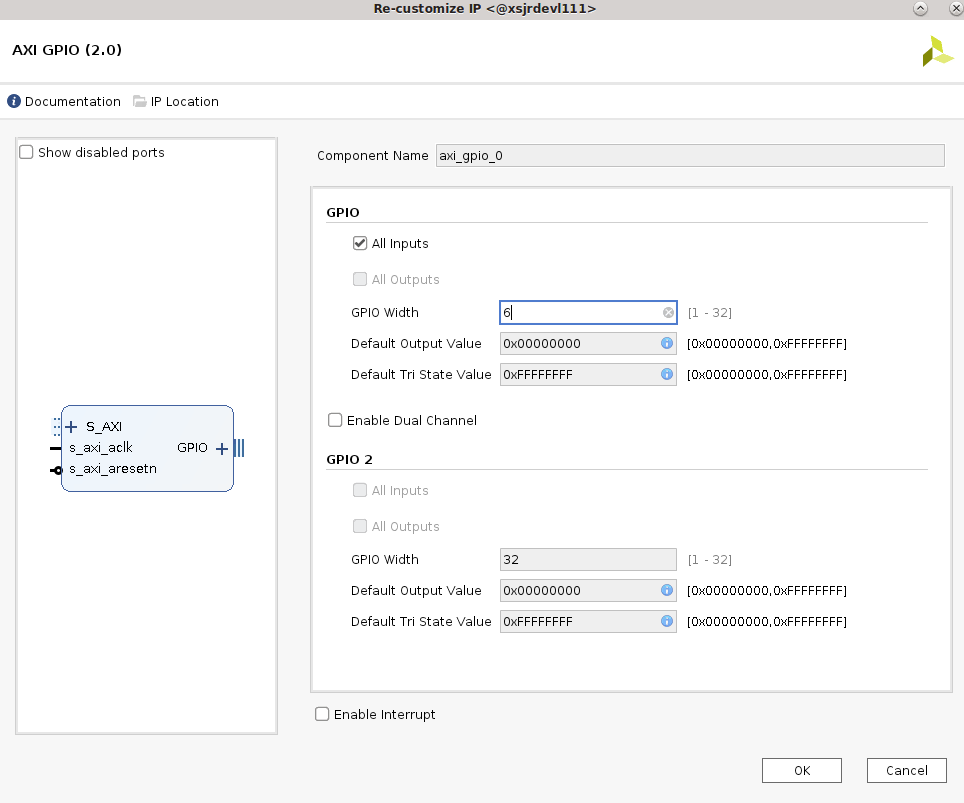 Re-customize IP <@xsjrdevl111>
AXI GPIO (2.0)
Documentation IP Location
Show disabled ports
S_AXI
s_axi_aclk GPIO
s_axi_aresetn
Component Name axi_gpio_0
GPIO
All Inputs
All Outputs
GPIO Width 6 [1 - 32]
Default Output Value 0x00000000 [0x00000000,0xFFFFFFFF]
Default Tri State Value 0xFFFFFFFF [0x00000000,0xFFFFFFFF]
Enable Dual Channel
GPIO 2
All Inputs
All Outputs
GPIO Width 32 [1 - 32]
Default Output Value 0x00000000 [0x00000000,0xFFFFFFFF]
Default Tri State Value 0xFFFFFFFF [0x00000000,0xFFFFFFFF]
Enable Interrupt
OK Cancel